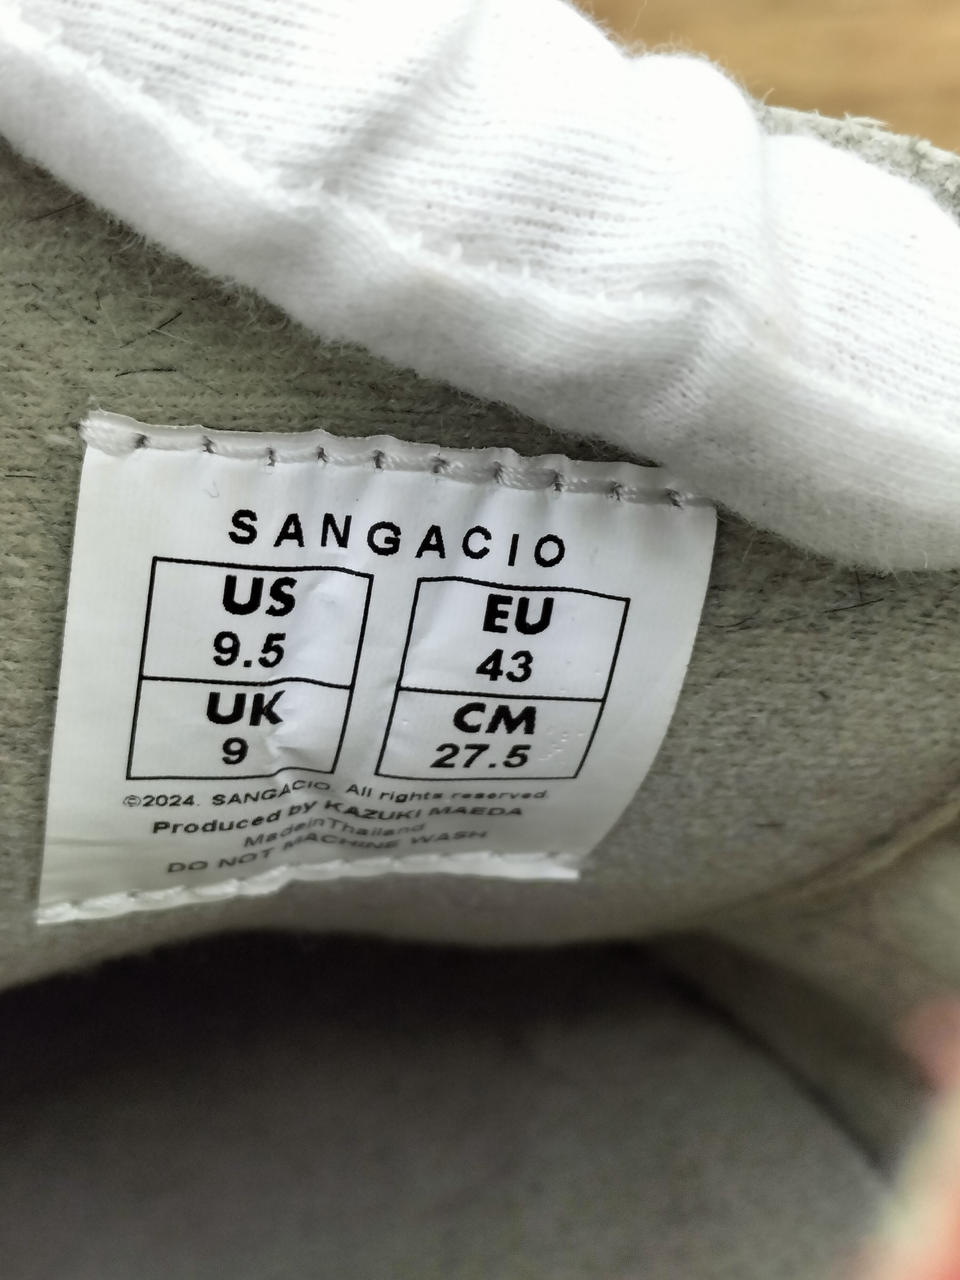 SANGACIO
US
9.5
UK
9
EU
43
CM
27.5
©2024. SANGACIO. All rights reserved.
Produced by KAZUKI MAEDA
MadeinThailand
DO NOT MACHINE WASH